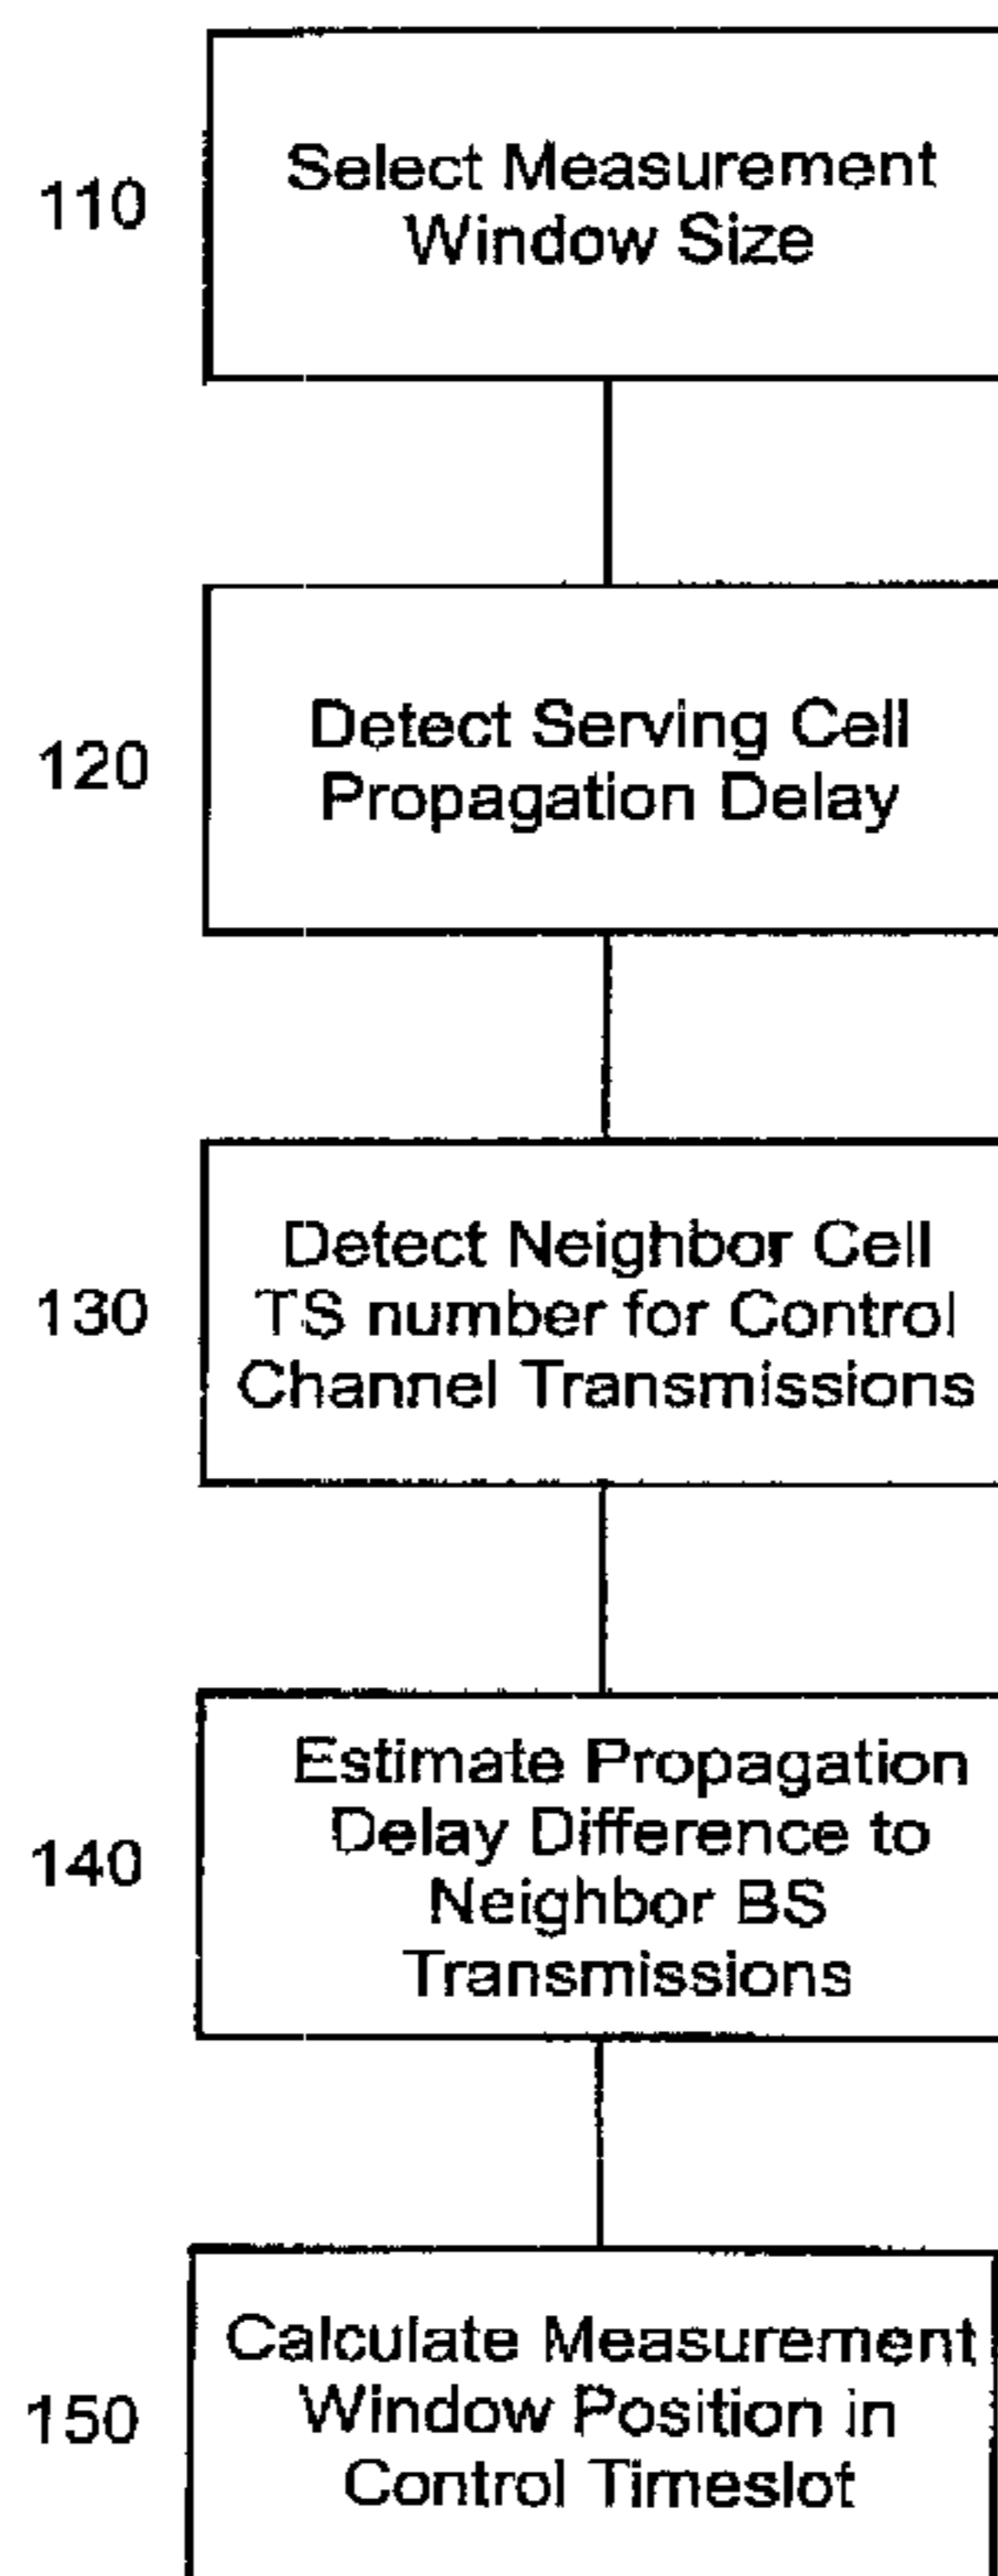 110
Select Measurement
Window Size
120
Detect Serving Cell
Propagation Delay
130
Detect Neighbor Cell
TS number for Control
Channel Transmissions
140
Estimate Propagation
Delay Difference to
Neighbor BS
Transmissions
150
Calculate Measurement
Window Position in
Control Timeslot